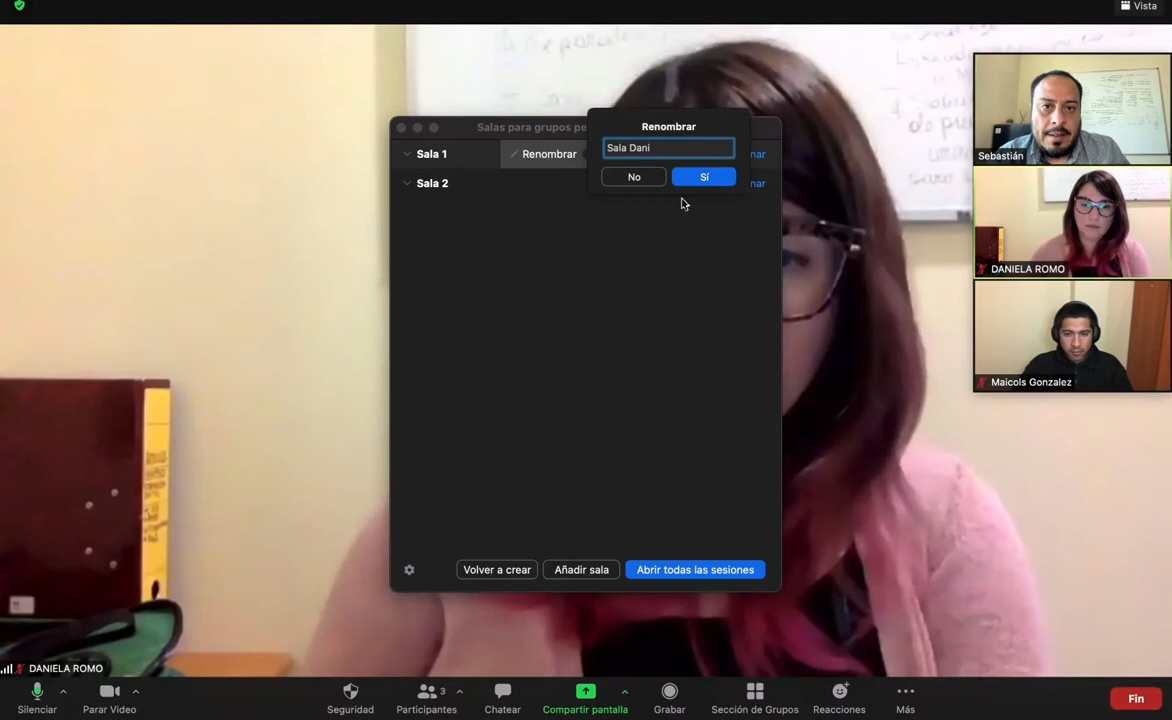 Vista
Salas para grupos pe
Renombrar
Sala Dani
No
Sí
Sala 1
Renombrar
nar
Sala 2
nar
Sebastián
DANIELA ROMO
Maicols Gonzalez
Volver a crear
Añadir sala
Abrir todas las sesiones
DANIELA ROMO
Silenciar
Parar Video
Seguridad
3
Participantes
Chatear
Compartir pantalla
Grabar
Sección de Grupos
Reacciones
Más
Fin